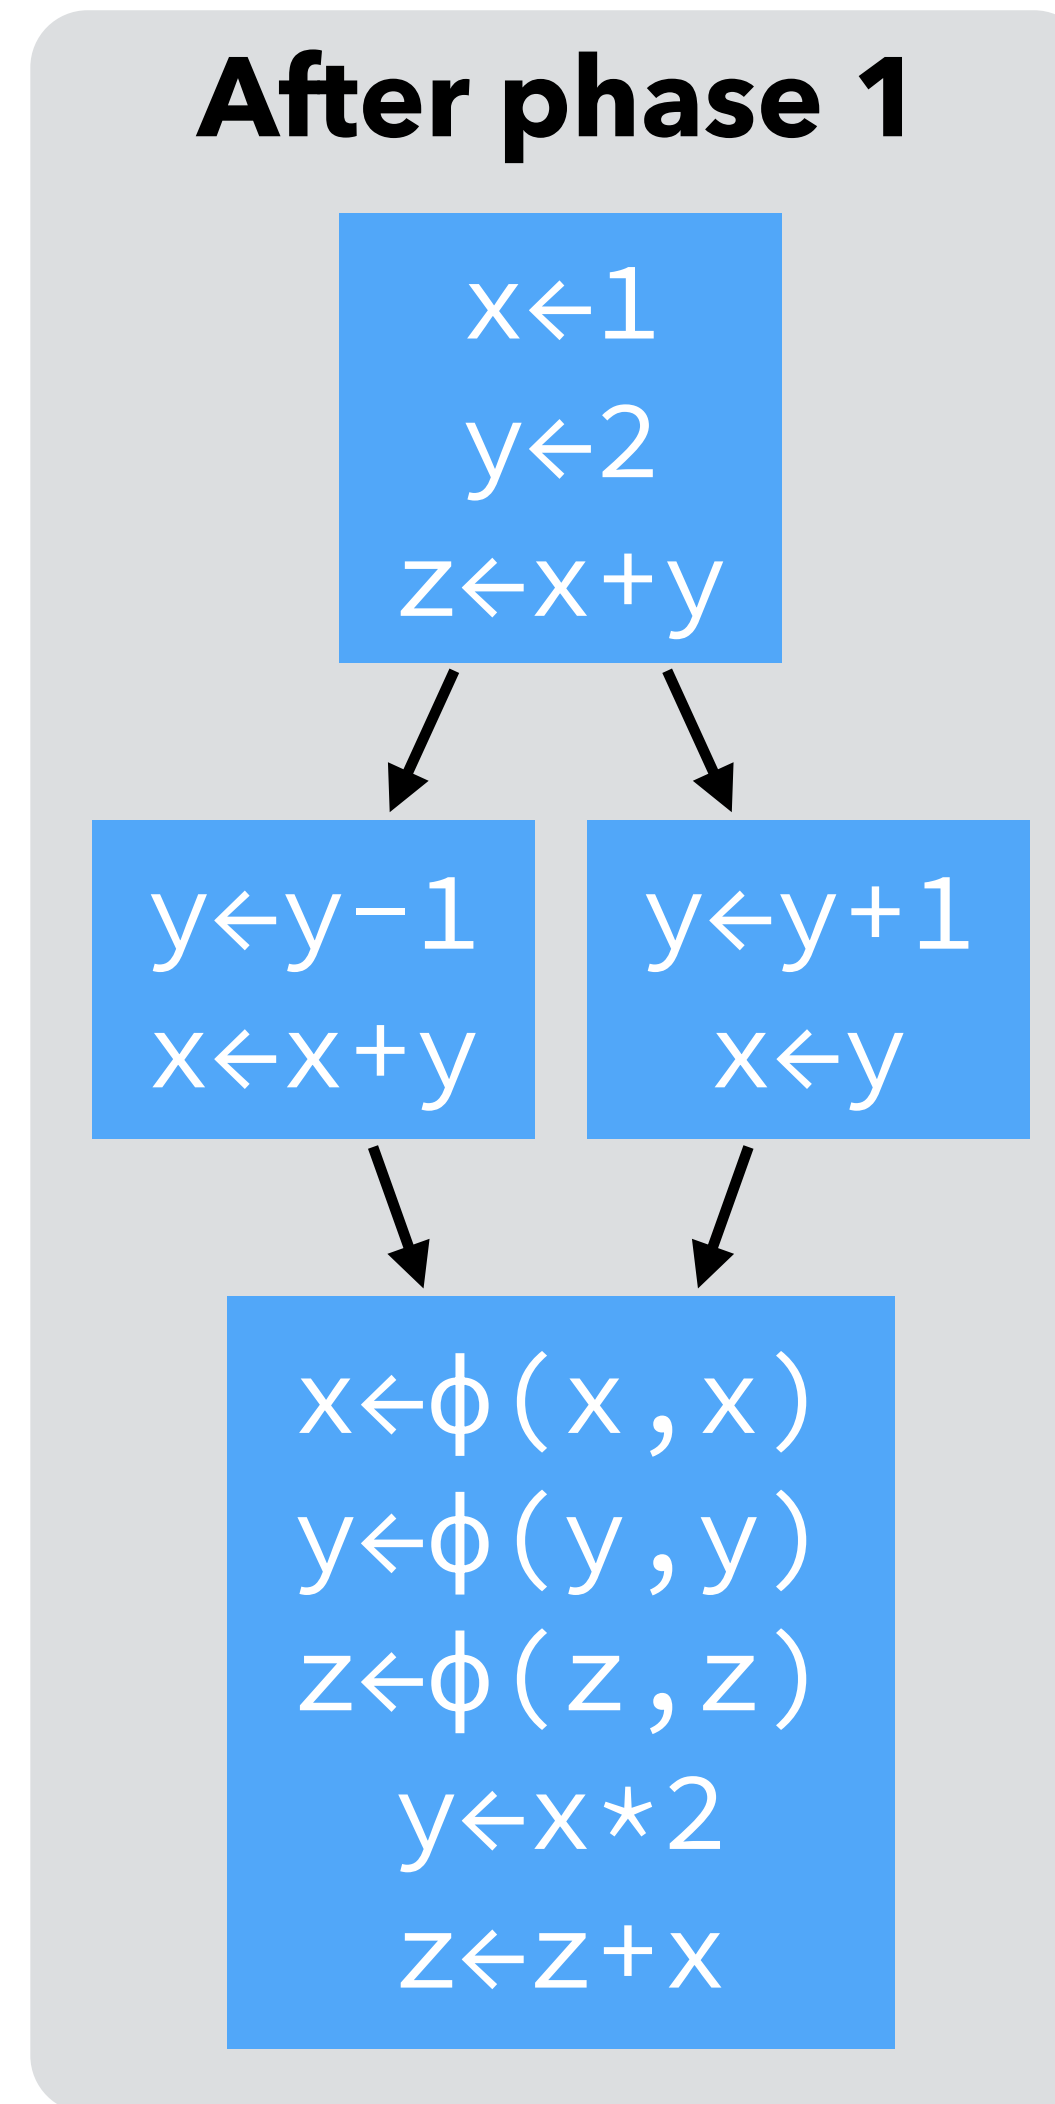 After phase 1
x←1
y←2
z←x+y
y←y-1
x←x+y
y←y+1
x←y
x←ϕ(x,x)
y←ϕ(y,y)
z←ϕ(z,z)
y←x*2
z←z+x